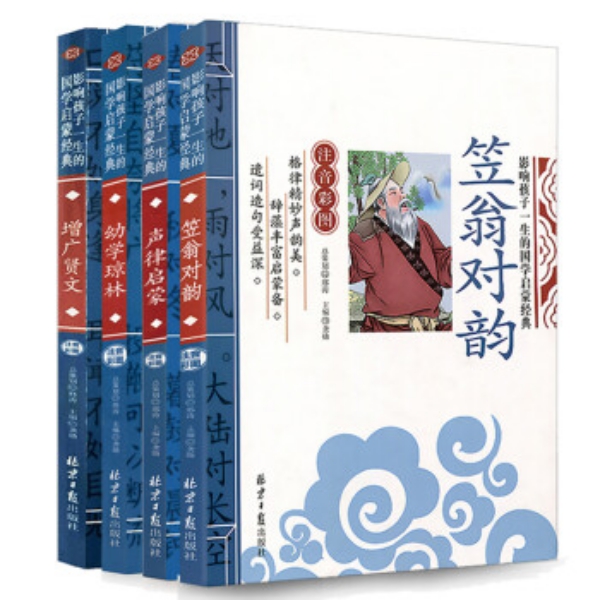 影响孩子一生的
国学启蒙经典
增广贤文
北京日报出版社
影响孩子一生的
国学启蒙经典
幼学琼林
北京日报出版社
影响孩子一生的
国学启蒙经典
声律启蒙
北京日报出版社
影响孩子一生的
国学启蒙经典
笠翁对韵
北京日报出版社
天对地
，雨对风
。大陆对长空
笠翁对韵
影响孩子一生的国学启蒙经典
注音彩图
格律精妙声韵美。
辞藻丰富启蒙备。
遣词造句受益深。
北京日报出版社